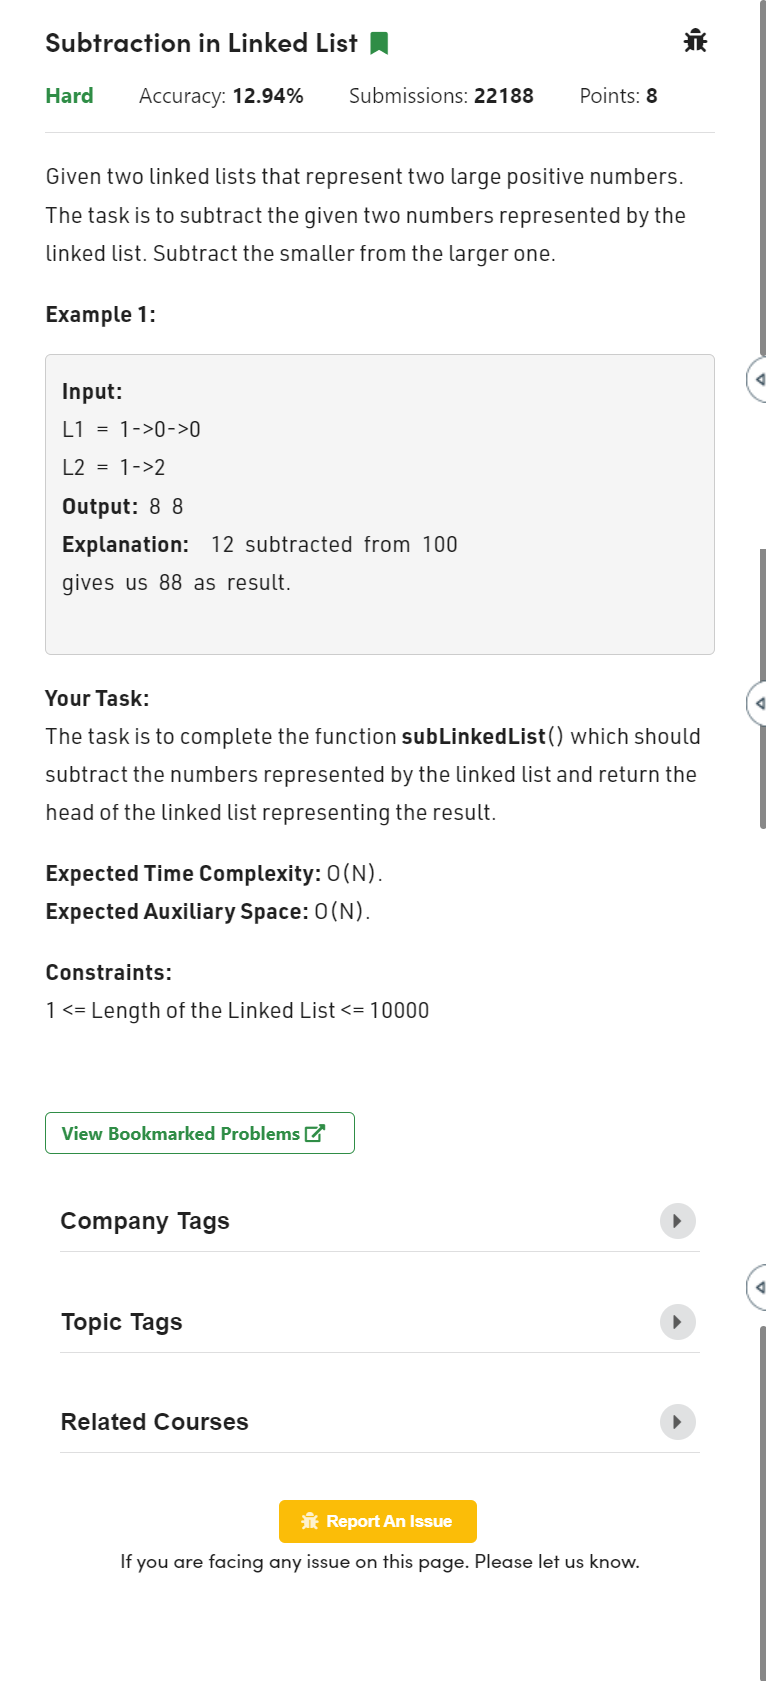 Subtraction in Linked List
Hard Accuracy: 12.94% Submissions: 22188 Points: 8
Given two linked lists that represent two large positive numbers.
The task is to subtract the given two numbers represented by the
linked list. Subtract the smaller from the larger one.
Example 1:
Input:
L1 = 1->0->0
L2 = 1->2
Output: 8 8
Explanation: 12 subtracted from 100
gives us 88 as result.
Your Task:
The task is to complete the function subLinkedList() which should
subtract the numbers represented by the linked list and return the
head of the linked list representing the result.
Expected Time Complexity: O(N).
Expected Auxiliary Space: O(N).
Constraints:
1 <= Length of the Linked List <= 10000
View Bookmarked Problems
Company Tags
Topic Tags
Related Courses
Report An Issue
If you are facing any issue on this page. Please let us know.